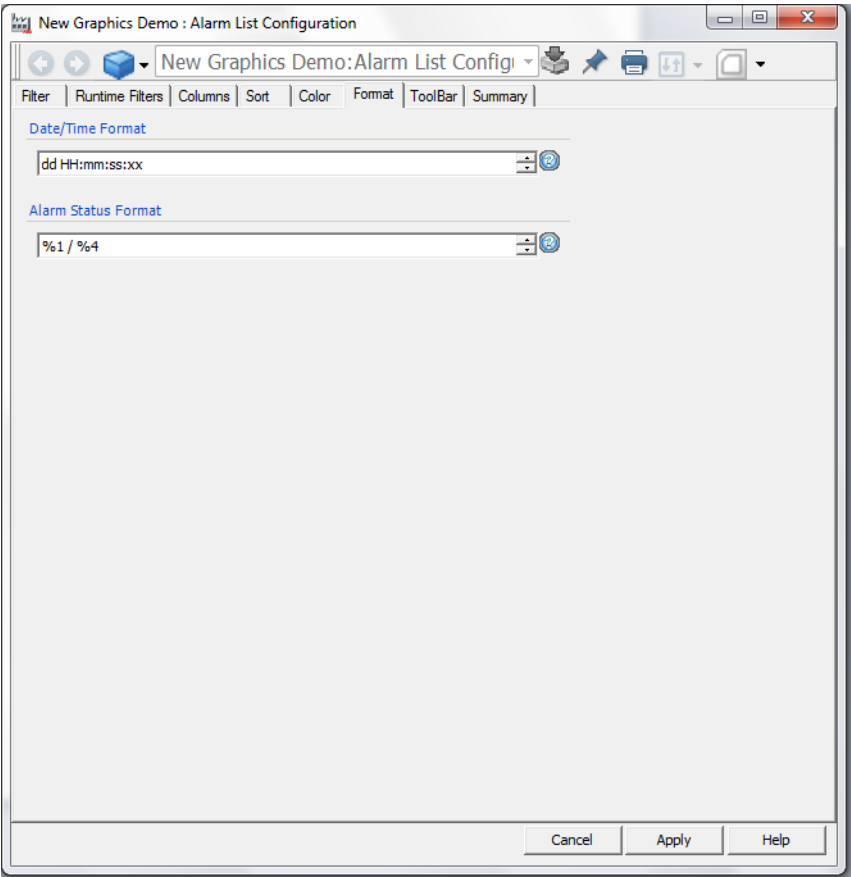 New Graphics Demo : Alarm List Configuration
New Graphics Demo:Alarm List Config
Filter Runtime Filters Columns Sort Color Format ToolBar Summary
Date/Time Format
dd HH:mm:ss:xx
Alarm Status Format
%1 / %4
Cancel Apply Help